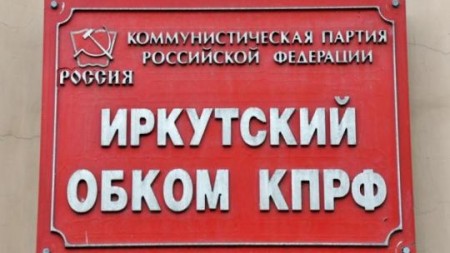 КОММУНИСТИЧЕСКАЯ ПАРТИЯ
РОССИЙСКОЙ ФЕДЕРАЦИИ
РОССИЯ
ИРКУТСКИЙ
ОБКОМ КПРФ